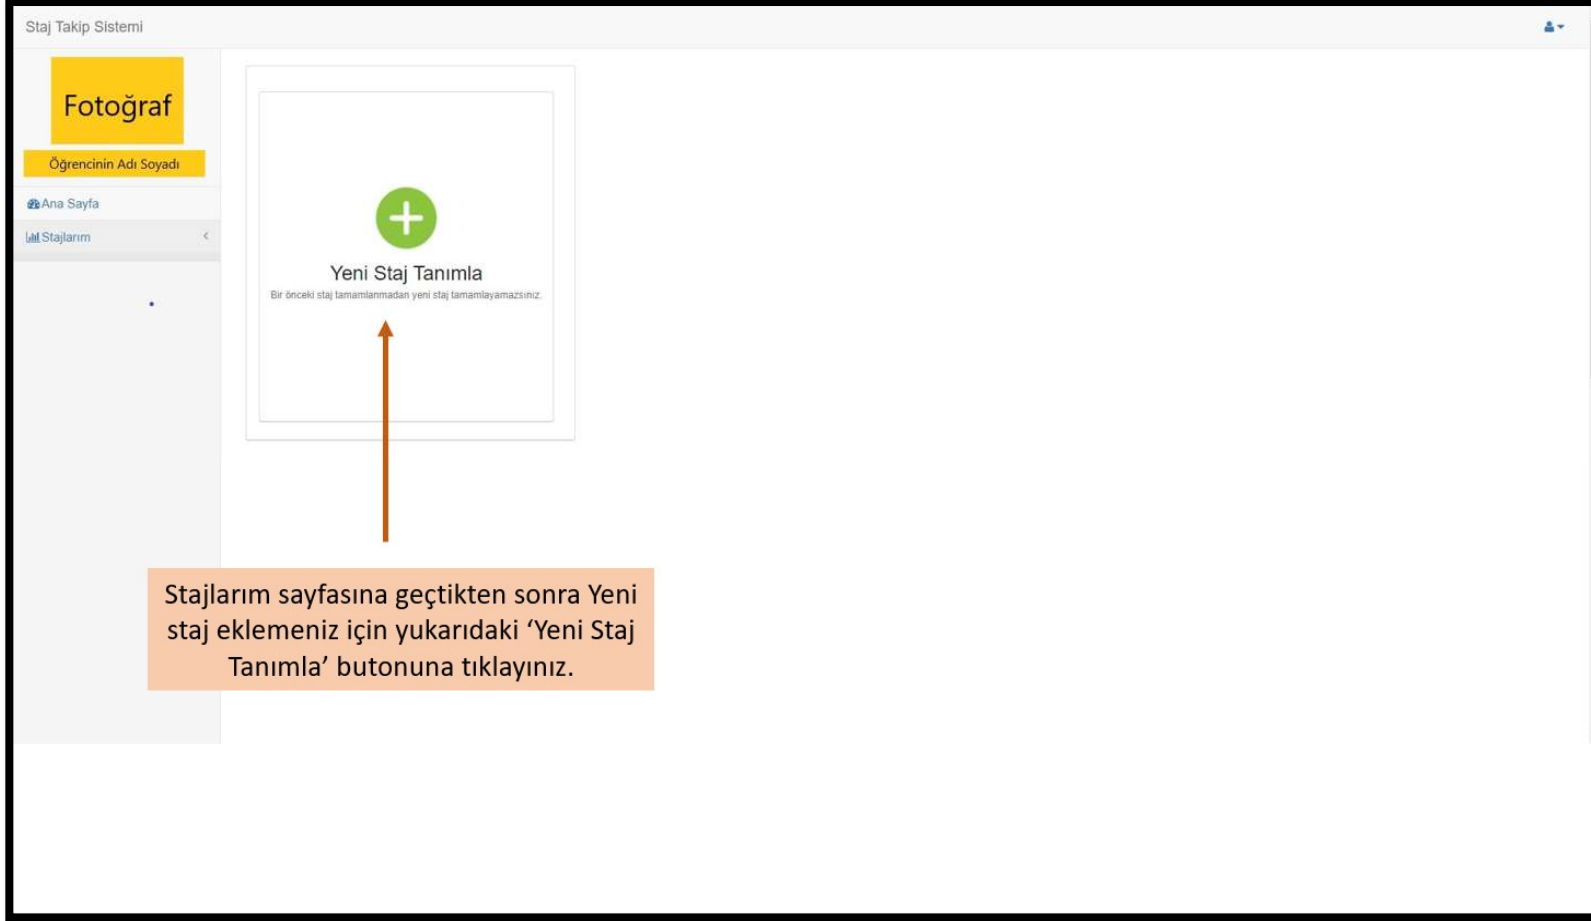 Staj Takip Sistemi
Fotoğraf
Öğrencinin Adı Soyadı
Ana Sayfa
Stajlarım
Yeni Staj Tanımla
Bir önceki staj tamamlanmadan yeni staj tamamlayamazsınız.
Stajlarım sayfasına geçtikten sonra Yeni
staj eklemeniz için yukarıdaki ‘Yeni Staj
Tanımla’ butonuna tıklayınız.